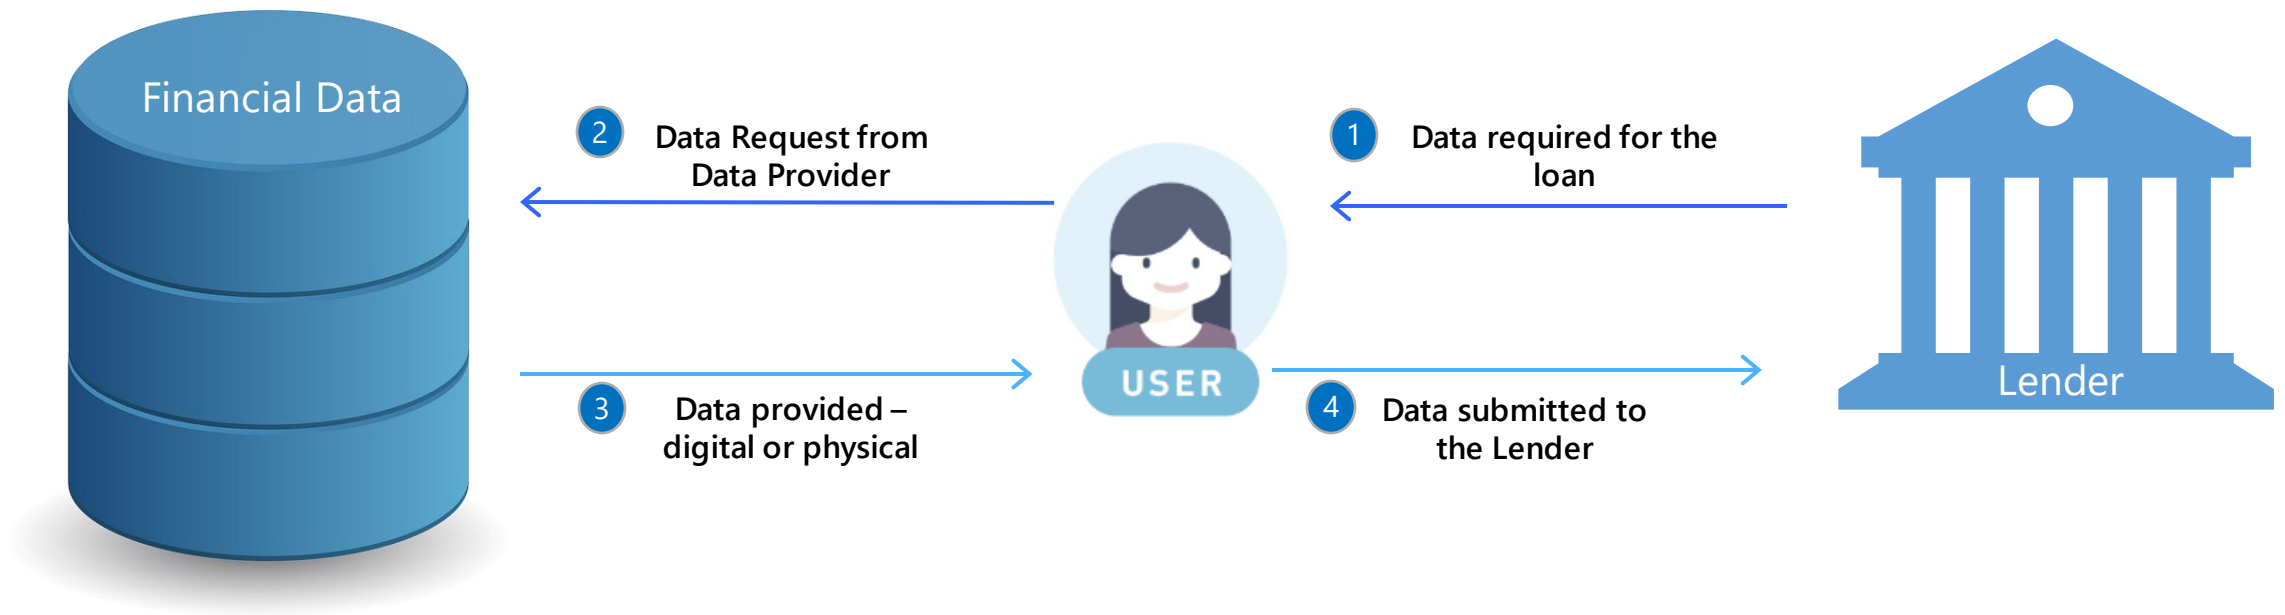 Financial Data
2
Data Request from
Data Provider
1
Data required for the
loan
USER
3
Data provided –
digital or physical
4
Data submitted to
the Lender
Lender